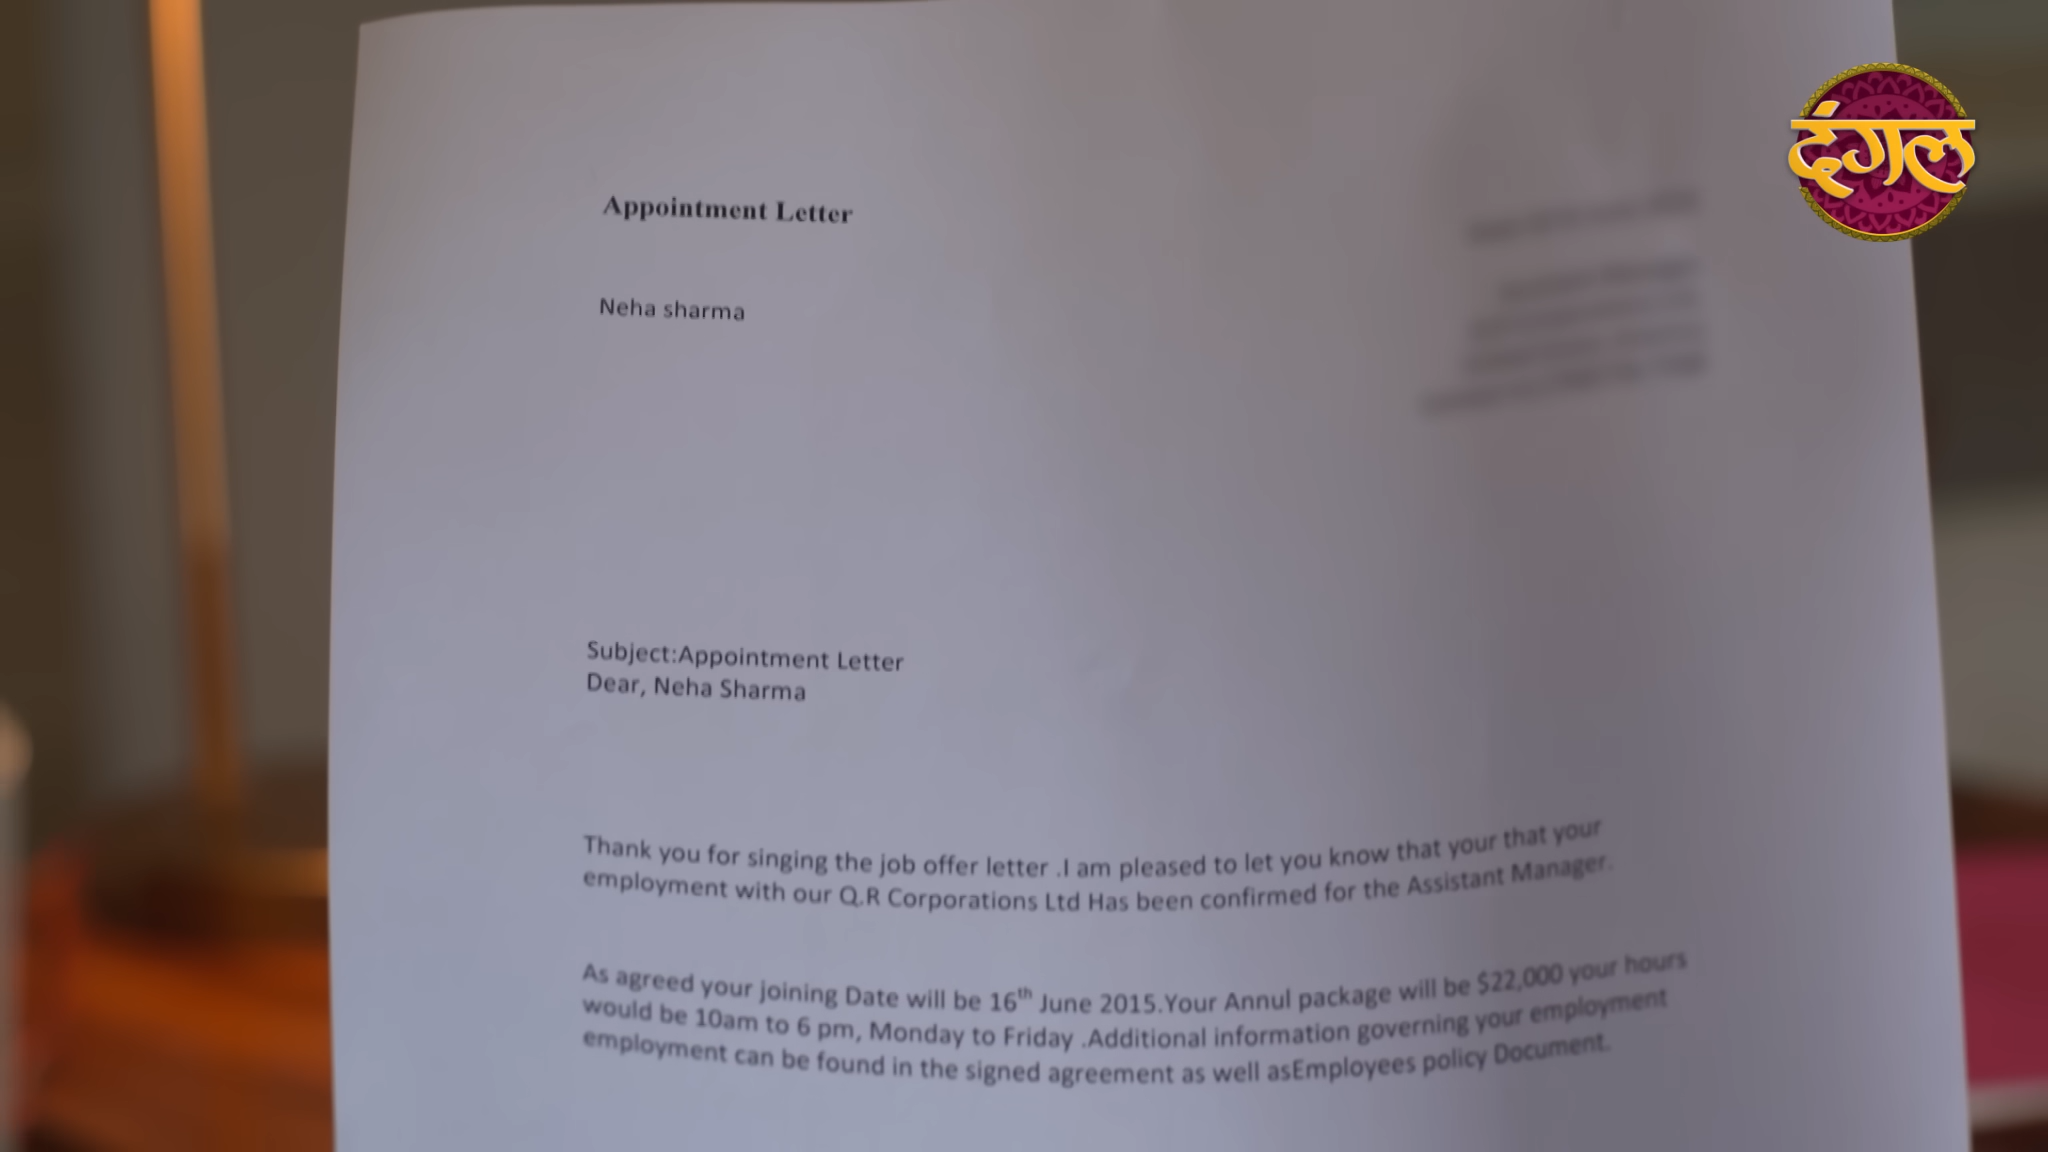 दंगल
Appointment Letter
Neha sharma
Subject:Appointment Letter
Dear, Neha Sharma
Thank you for singing the job offer letter .I am pleased to let you know that your that your
employment with our Q.R Corporations Ltd Has been confirmed for the Assistant Manager.
As agreed your joining Date will be 16th June 2015.Your Annul package will be $22,000 your hours
would be 10am to 6 pm, Monday to Friday .Additional information governing your employment
employment can be found in the signed agreement as well asEmployees policy Document.